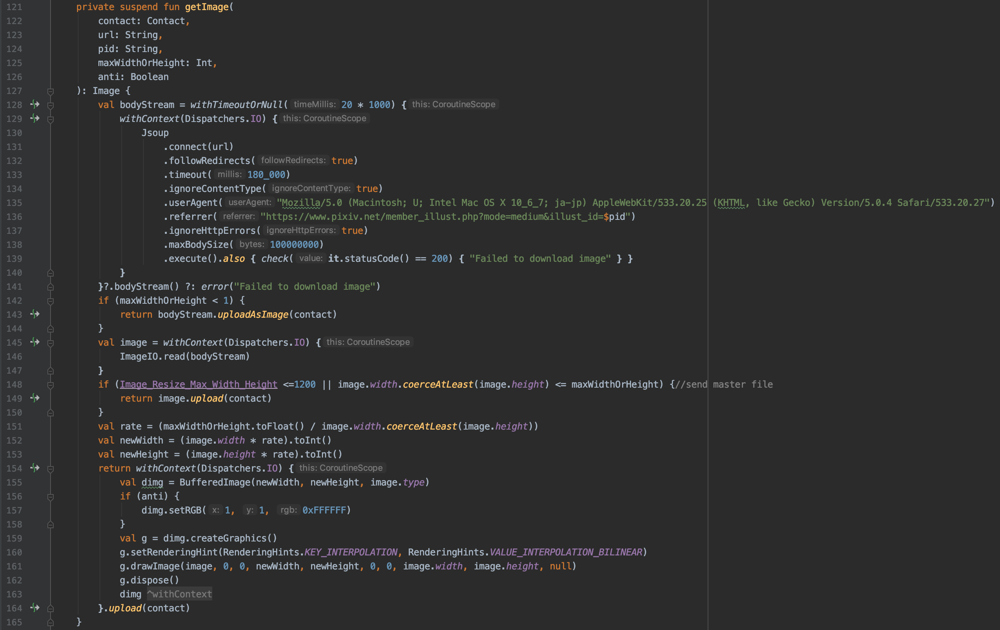 121 private suspend fun getImage(
122 contact: Contact,
123 url: String,
124 pid: String,
125 maxWidthOrHeight: Int,
126 anti: Boolean
127 ): Image {
128 val bodyStream = withTimeoutOrNull( timeMillis: 20 * 1000) { this: CoroutineScope
129 withContext(Dispatchers.IO) { this: CoroutineScope
130 Jsoup
131 .connect(url)
132 .followRedirects( followRedirects: true)
133 .timeout( millis: 180_000)
134 .ignoreContentType( ignoreContentType: true)
135 .userAgent( userAgent: "Mozilla/5.0 (Macintosh; U; Intel Mac OS X 10_6_7; ja-jp) AppleWebKit/533.20.25 (KHTML, like Gecko) Version/5.0.4 Safari/533.20.27")
136 .referrer( referrer: "https://www.pixiv.net/member_illust.php?mode=medium&illust_id=$pid")
137 .ignoreHttpErrors( ignoreHttpErrors: true)
138 .maxBodySize( bytes: 100000000)
139 .execute().also { check( value: it.statusCode() == 200) { "Failed to download image" } }
140 }
141 }?.bodyStream() ?: error("Failed to download image")
142 if (maxWidthOrHeight < 1) {
143 return bodyStream.uploadAsImage(contact)
144 }
145 val image = withContext(Dispatchers.IO) { this: CoroutineScope
146 ImageIO.read(bodyStream)
147 }
148 if (Image_Resize_Max_Width_Height <=1200 || image.width.coerceAtLeast(image.height) <= maxWidthOrHeight) {//send master file
149 return image.upload(contact)
150 }
151 val rate = (maxWidthOrHeight.toFloat() / image.width.coerceAtLeast(image.height))
152 val newWidth = (image.width * rate).toInt()
153 val newHeight = (image.height * rate).toInt()
154 return withContext(Dispatchers.IO) { this: CoroutineScope
155 val dimg = BufferedImage(newWidth, newHeight, image.type)
156 if (anti) {
157 dimg.setRGB( x: 1, y: 1, rgb: 0xFFFFFF)
158 }
159 val g = dimg.createGraphics()
160 g.setRenderingHint(RenderingHints.KEY_INTERPOLATION, RenderingHints.VALUE_INTERPOLATION_BILINEAR)
161 g.drawImage(image, 0, 0, newWidth, newHeight, 0, 0, image.width, image.height, null)
162 g.dispose()
163 dimg ^withContext
164 }.upload(contact)
165 }